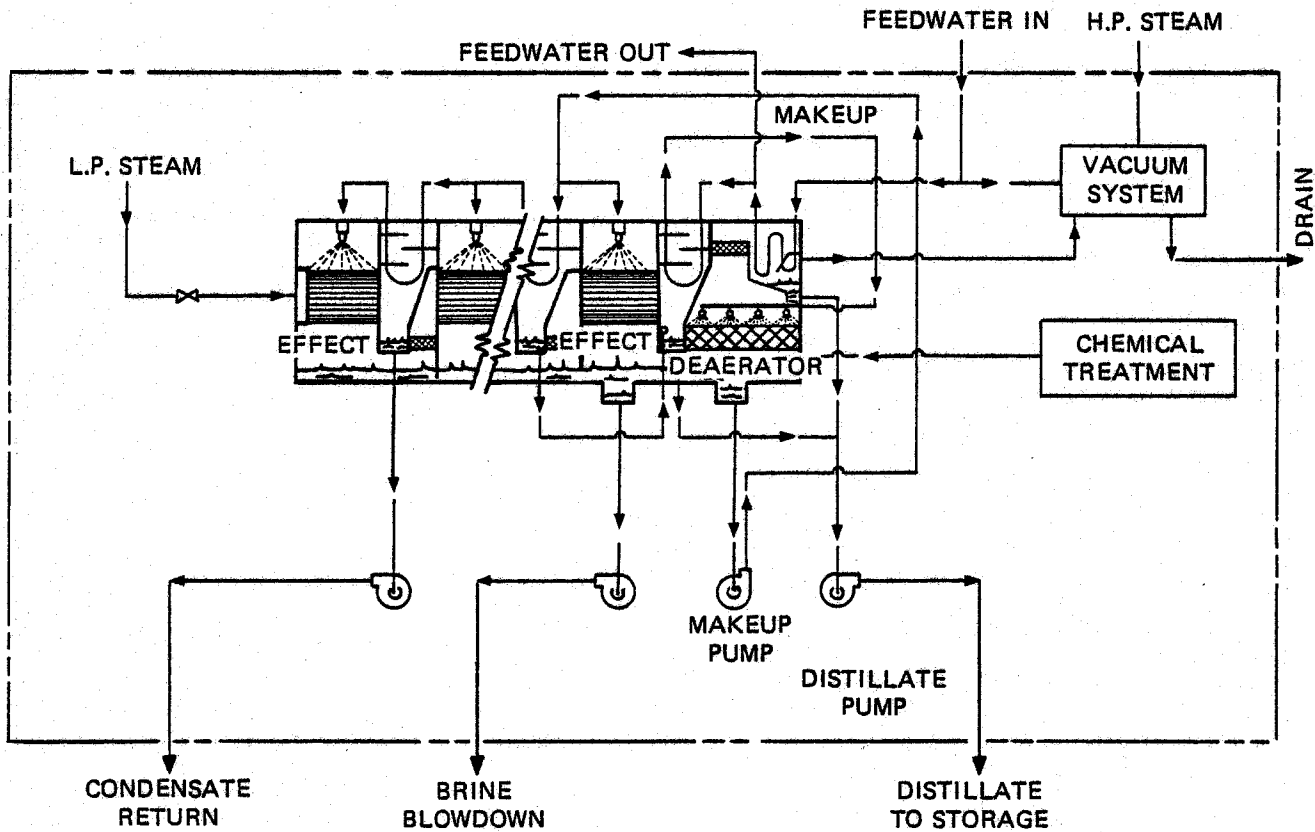 FEEDWATER IN
H.P. STEAM
FEEDWATER OUT
MAKEUP
L.P. STEAM
VACUUM
SYSTEM
DRAIN
EFFECT
EFFECT
DEAERATOR
CHEMICAL
TREATMENT
MAKEUP
PUMP
DISTILLATE
PUMP
CONDENSATE
RETURN
BRINE
BLOWDOWN
DISTILLATE
TO STORAGE